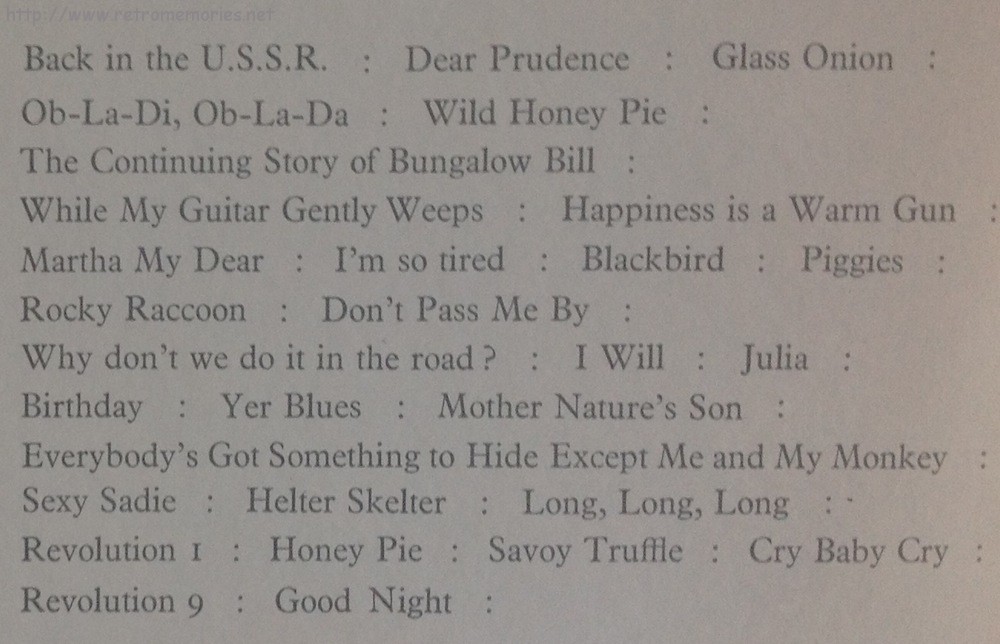 http://www.retromemories.net
Back in the U.S.S.R. : Dear Prudence : Glass Onion :
Ob-La-Di, Ob-La-Da : Wild Honey Pie :
The Continuing Story of Bungalow Bill :
While My Guitar Gently Weeps : Happiness is a Warm Gun :
Martha My Dear : I'm so tired : Blackbird : Piggies :
Rocky Raccoon : Don't Pass Me By :
Why don't we do it in the road? : I Will : Julia :
Birthday : Yer Blues : Mother Nature's Son :
Everybody's Got Something to Hide Except Me and My Monkey :
Sexy Sadie : Helter Skelter : Long, Long, Long :
Revolution 1 : Honey Pie : Savoy Truffle : Cry Baby Cry :
Revolution 9 : Good Night :